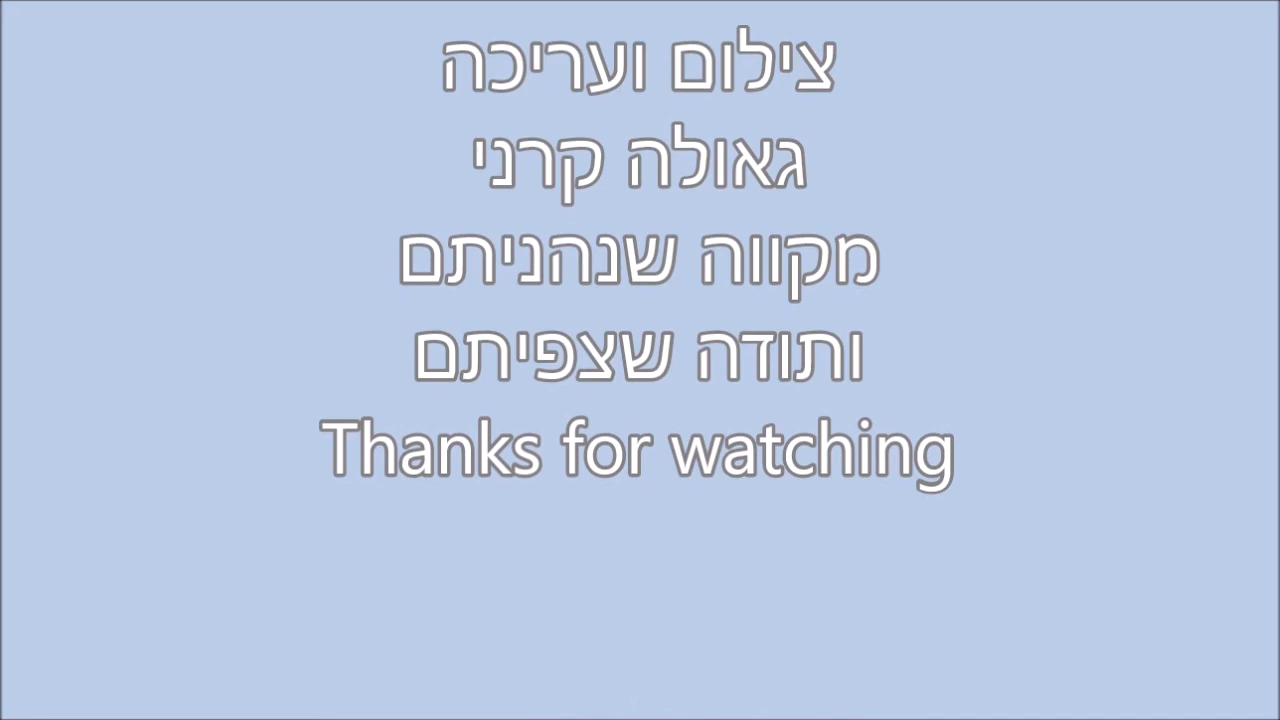 צילום ועריכה
גאולה קרני
מקווה שנהניתם
ותודה שצפיתם
Thanks for watching